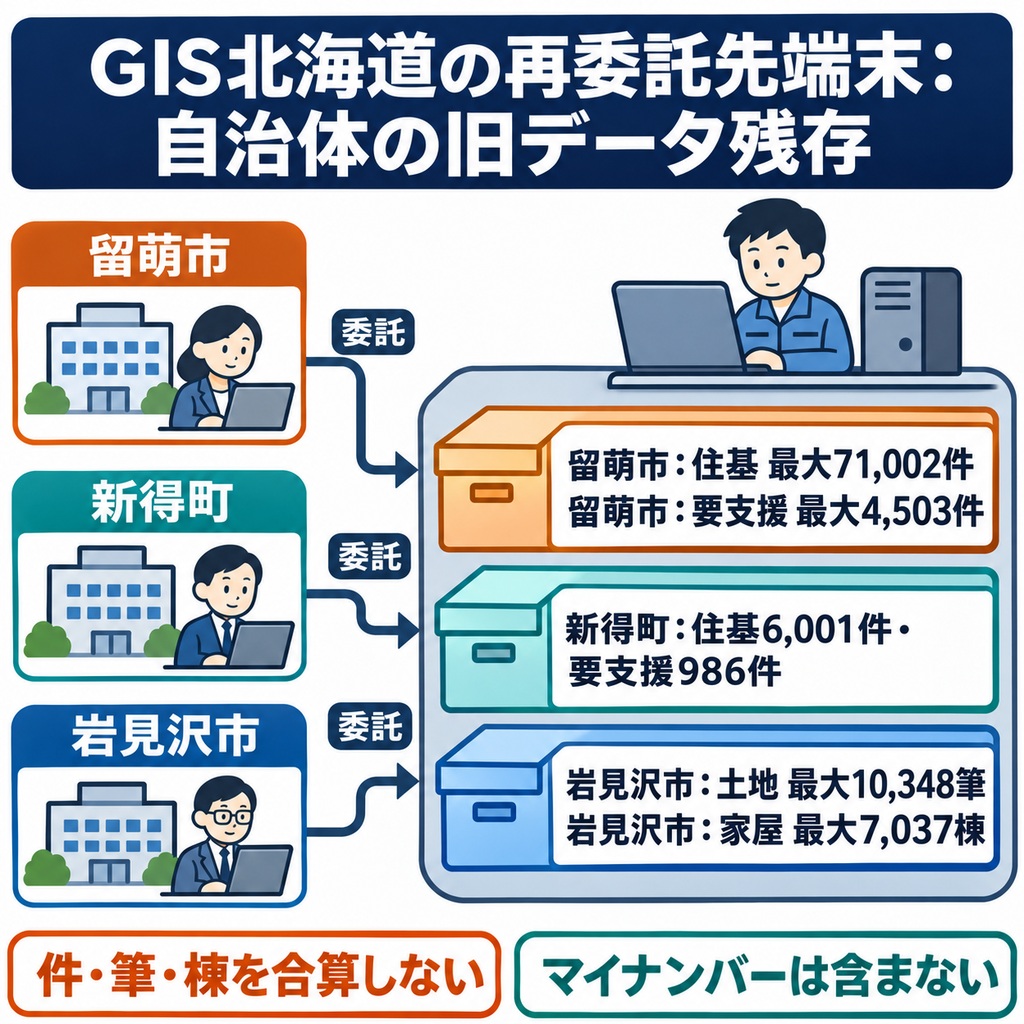 GIS北海道の再委託先端末：
自治体の旧データ残存
留萌市
委託
留萌市：住基 最大71,002件
留萌市：要支援 最大4,503件
新得町
委託
新得町：住基6,001件・
要支援986件
岩見沢市
委託
岩見沢市：土地 最大10,348筆
岩見沢市：家屋 最大7,037棟
件・筆・棟を合算しない
マイナンバーは含まない